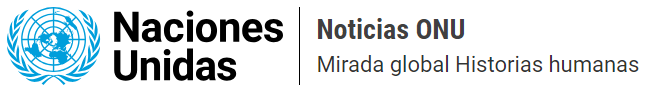 Naciones
Unidas
Noticias ONU
Mirada global Historias humanas